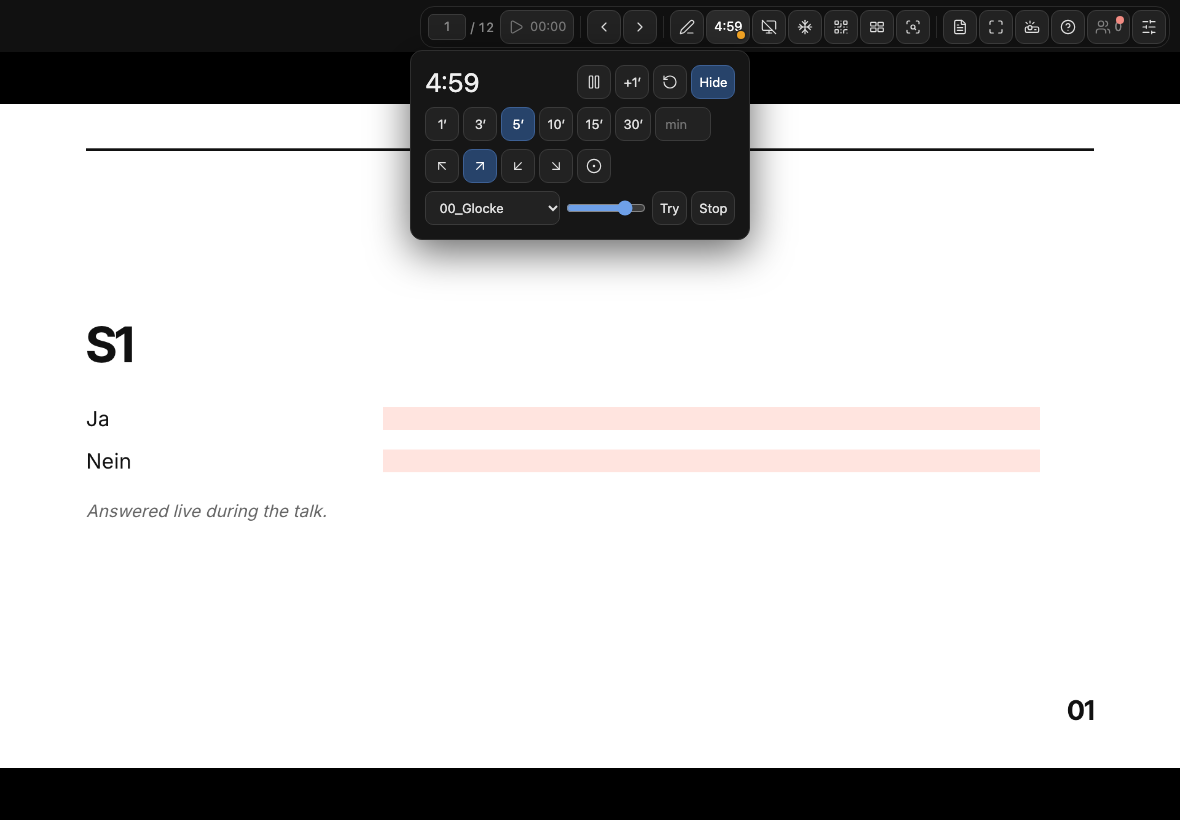 1 / 12 00:00 4:59 0
4:59 +1′ Hide
1′ 3′ 5′ 10′ 15′ 30′ min
00_Glocke Try Stop
S1
Ja
Nein
Answered live during the talk.
01